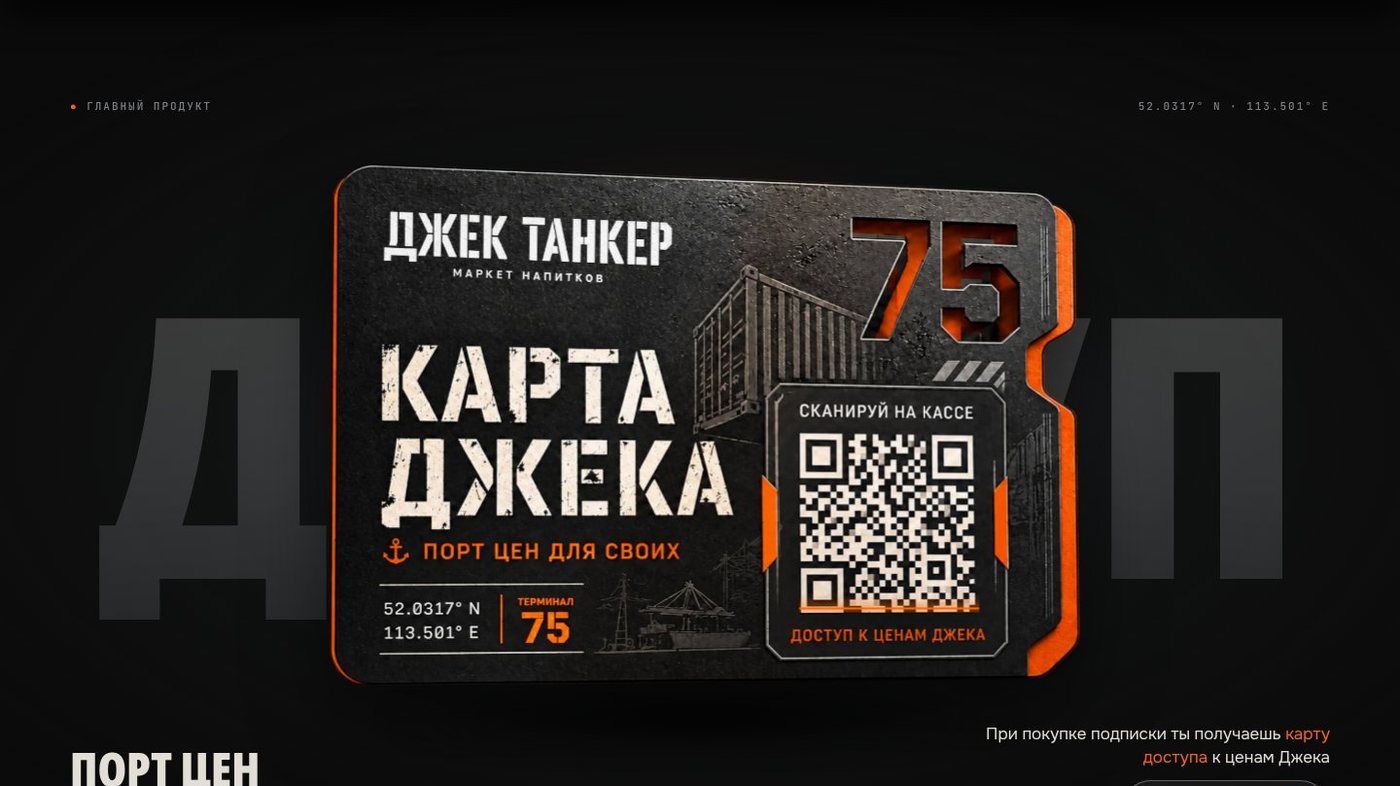 ГЛАВНЫЙ ПРОДУКТ
52.0317° N · 113.501° E
ДЖЕК ТАНКЕР
МАРКЕТ НАПИТКОВ
75
КАРТА
ДЖЕКА
ПОРТ ЦЕН ДЛЯ СВОИХ
52.0317° N
113.501° E
ТЕРМИНАЛ
75
СКАНИРУЙ НА КАССЕ
ДОСТУП К ЦЕНАМ ДЖЕКА
При покупке подписки ты получаешь карту
доступа к ценам Джека
ПОРТ ЦЕН